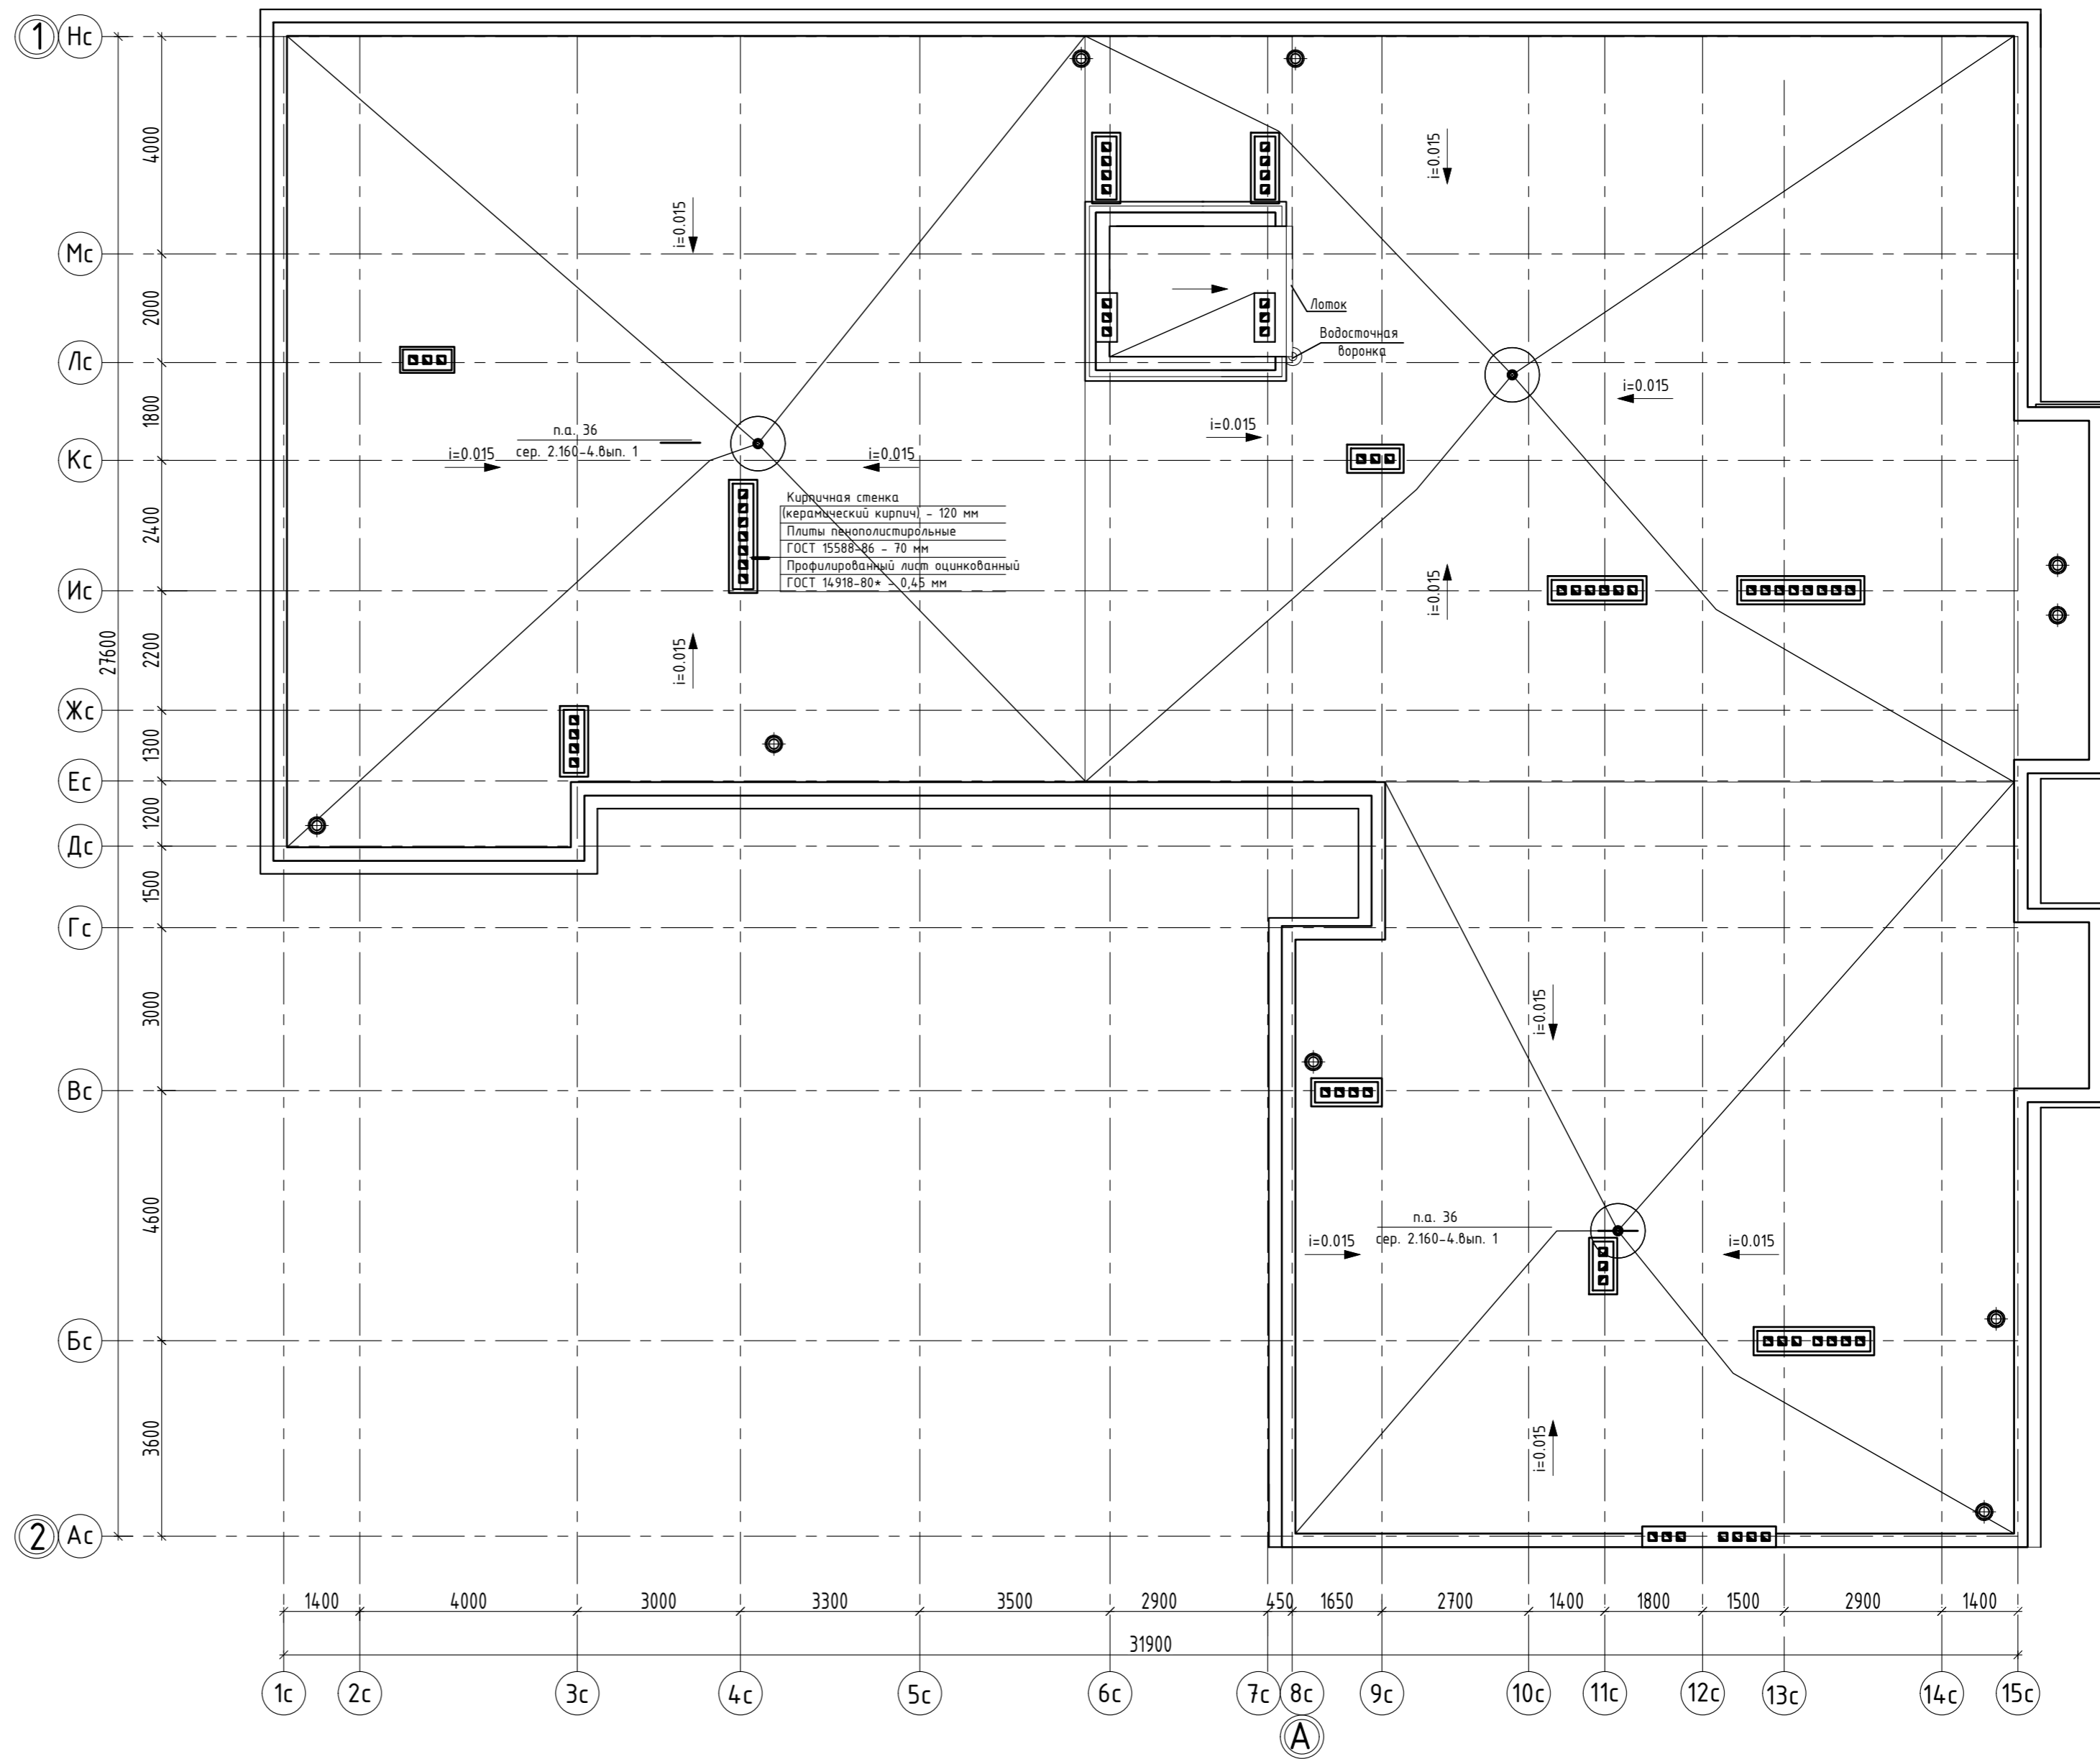 1 Нс
4000
Мс
2000
Лс
1800
Кс
2400
Ис
2200
27600
Жс
1300
Ес
1200
Дс
1500
Гс
3000
Вс
4600
Бс
3600
2 Ас
i=0.015
i=0.015
Лоток
Водосточная
воронка
i=0.015
i=0.015
п.а. 36
сер. 2.160-4.вып. 1
i=0.015
i=0.015
Кирпичная стенка
(керамический кирпич) - 120 мм
Плиты пенополистирольные
ГОСТ 15588-86 - 70 мм
Профилированный лист оцинкованный
ГОСТ 14918-80* - 0,45 мм
i=0.015
i=0.015
i=0.015
п.а. 36
сер. 2.160-4.вып. 1
i=0.015
i=0.015
i=0.015
1400 4000 3000 3300 3500 2900 450 1650 2700 1400 1800 1500 2900 1400
31900
1с 2с 3с 4с 5с 6с 7с 8с 9с 10с 11с 12с 13с 14с 15с
А